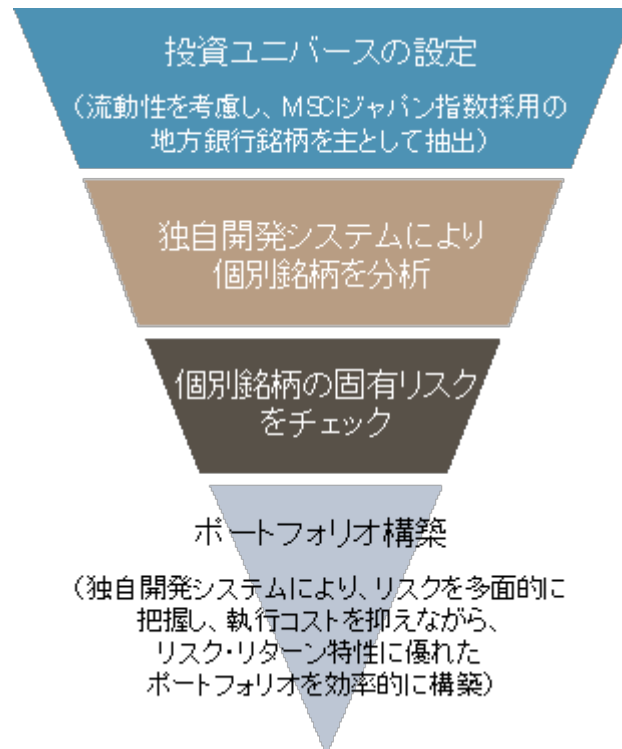 投資ユニバースの設定
（流動性を考慮し、MSCIジャパン指数採用の
地方銀行銘柄を主として抽出）
独自開発システムにより
個別銘柄を分析
個別銘柄の固有リスク
をチェック
ポートフォリオ構築
（独自開発システムにより、リスクを多面的に
把握し、執行コストを抑えながら、
リスク・リターン特性に優れた
ポートフォリオを効率的に構築）